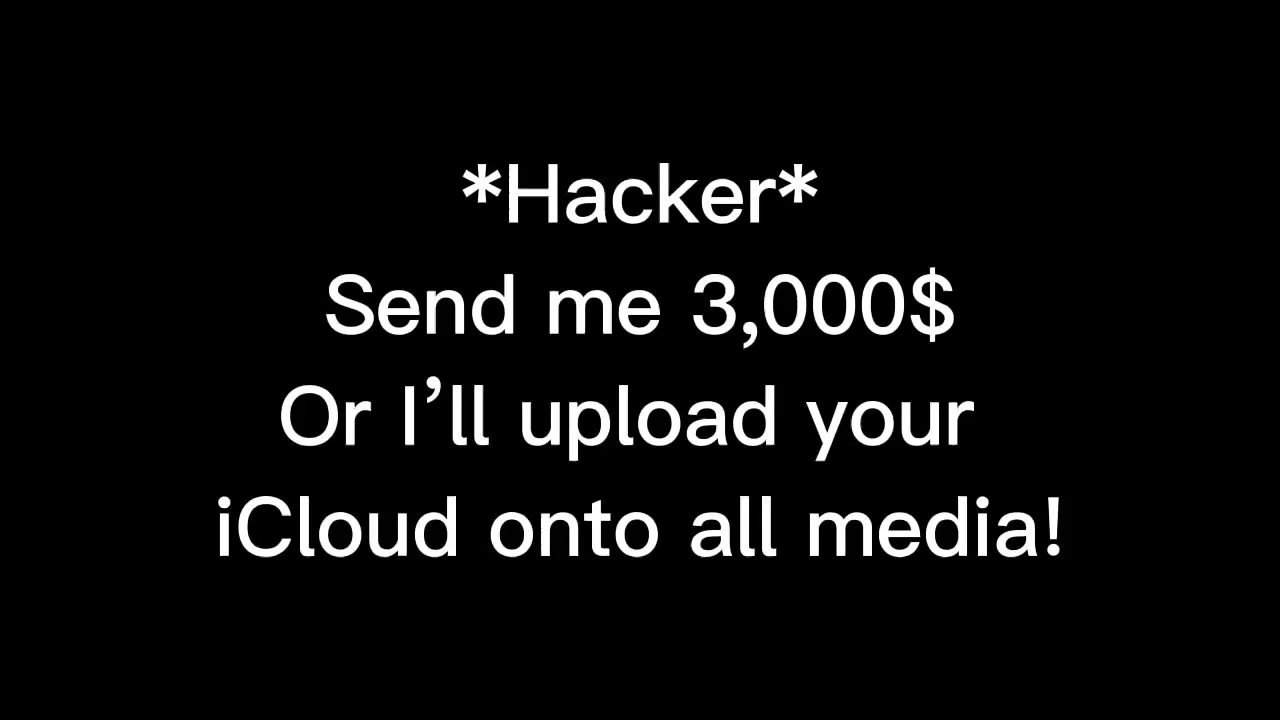 *Hacker*
Send me 3,000$
Or I’ll upload your
iCloud onto all media!